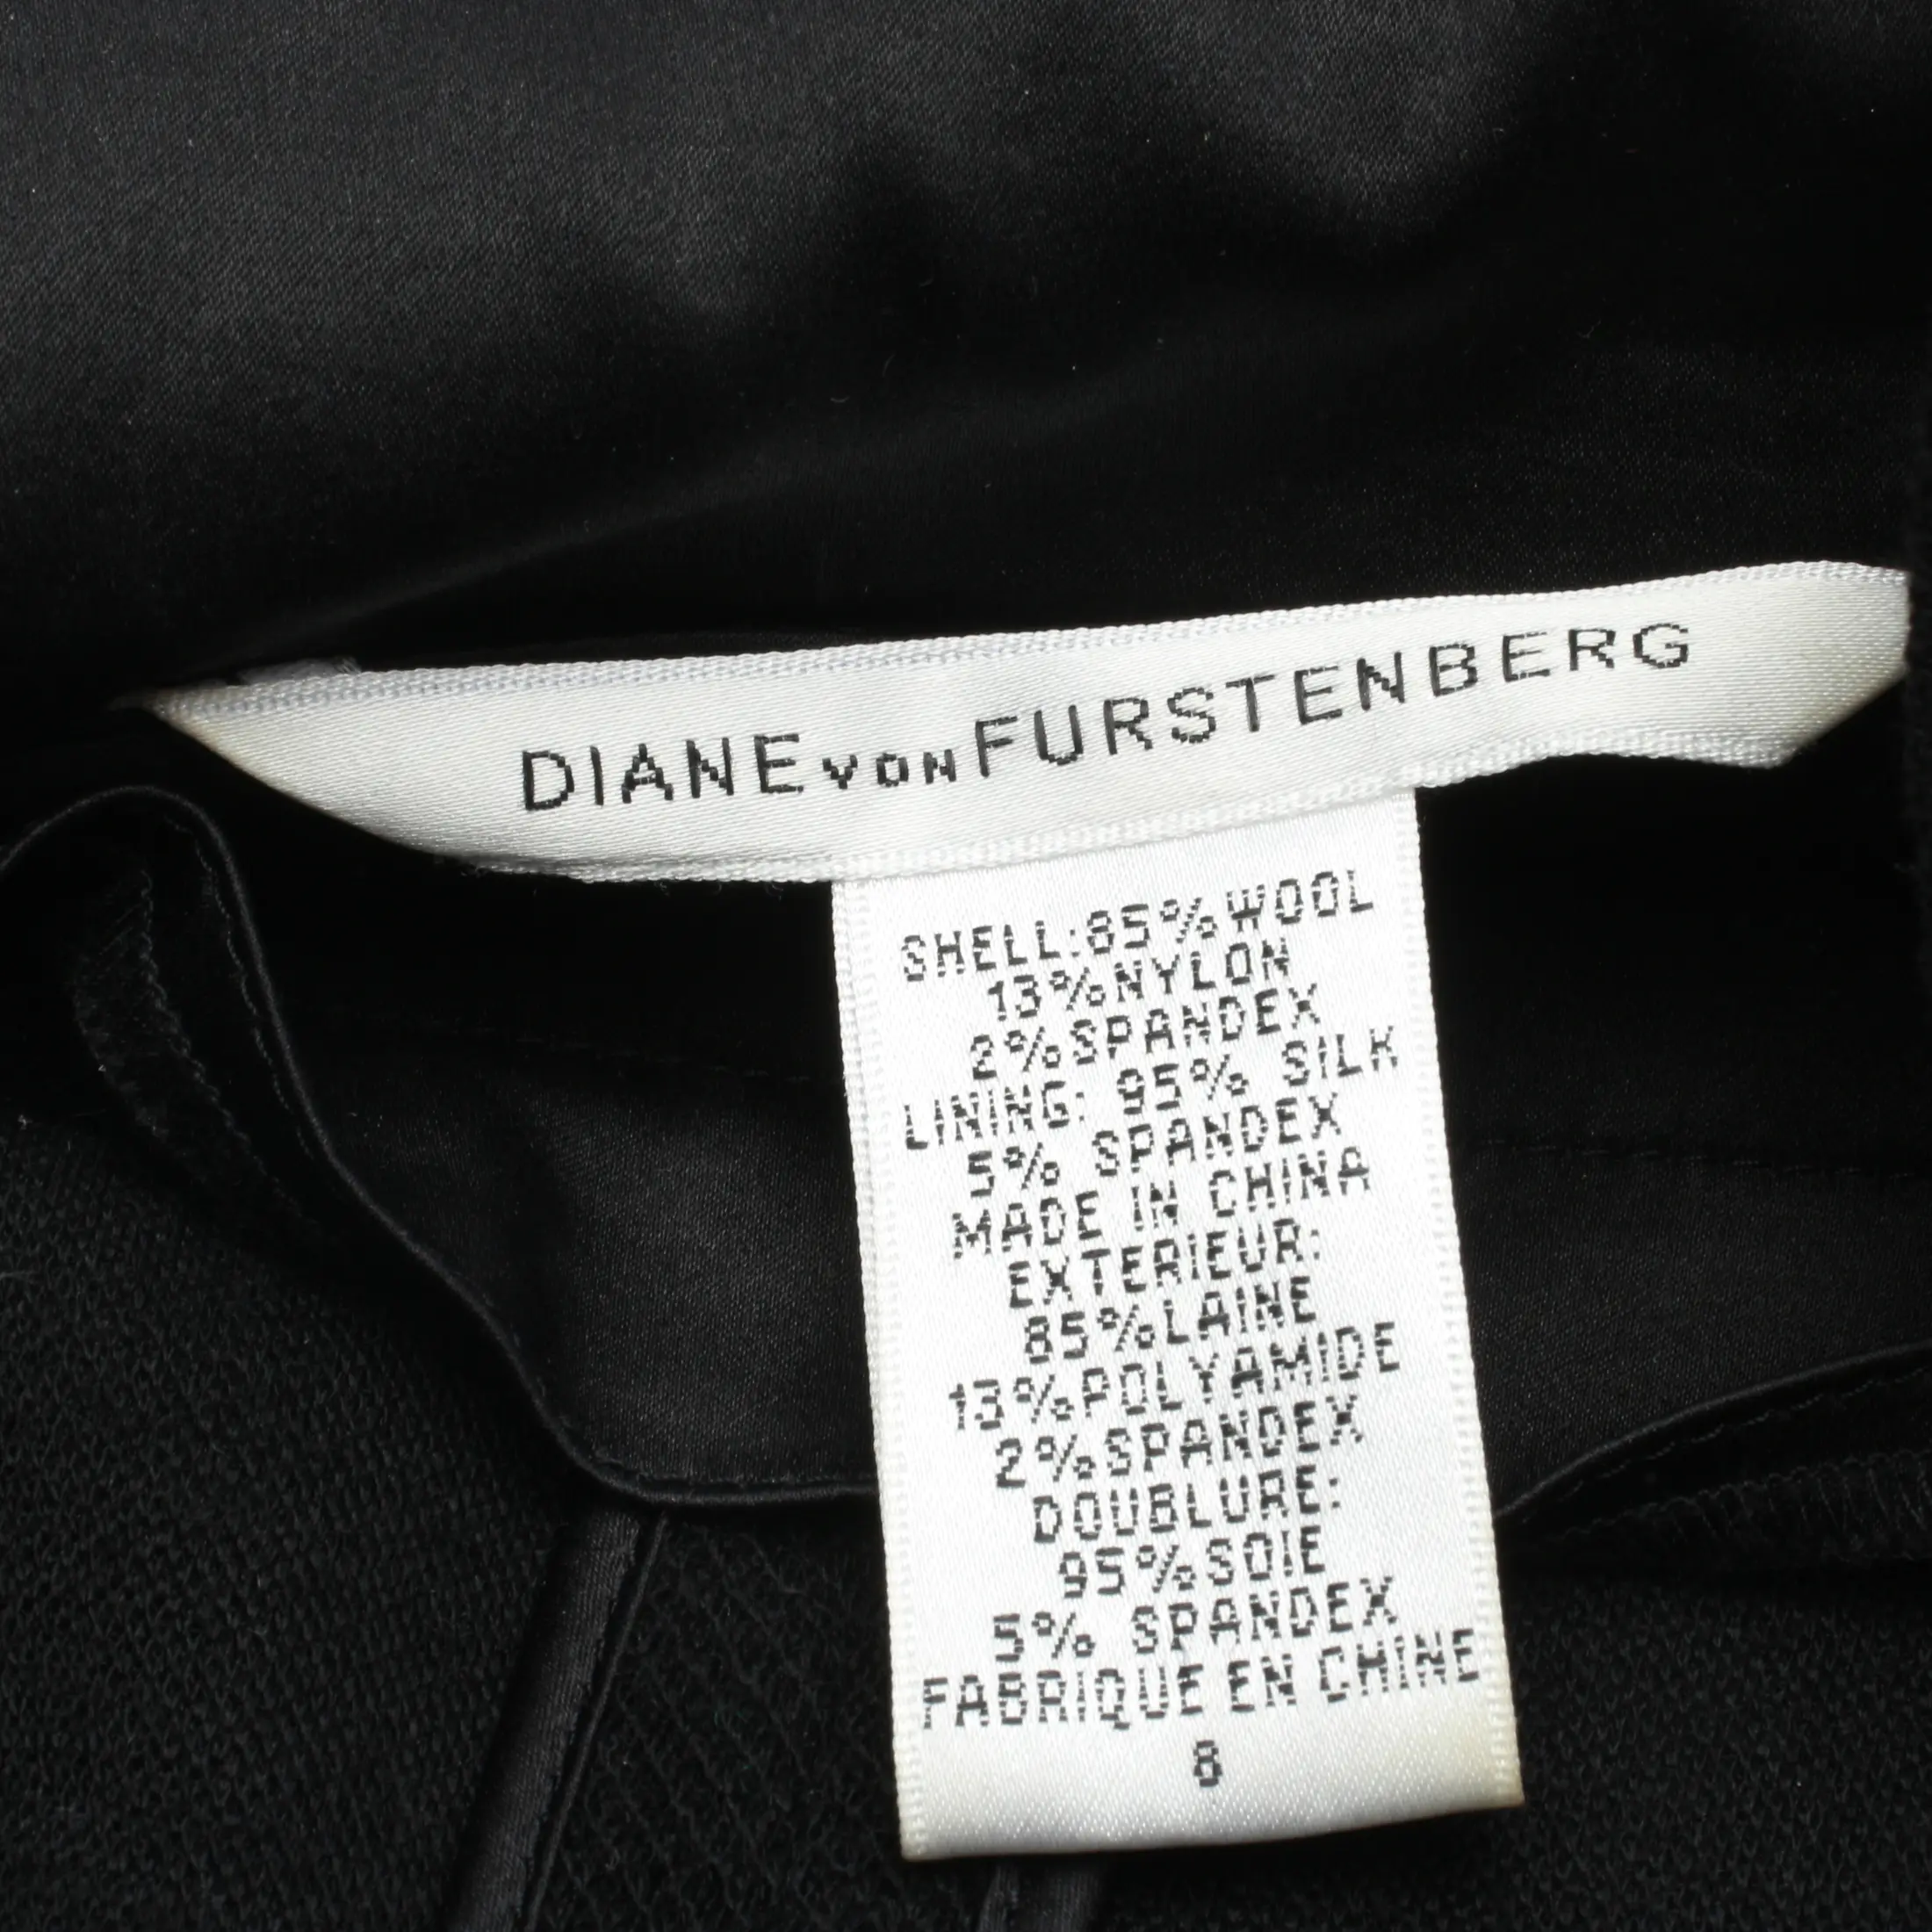 DIANE VON FURSTENBERG
SHELL:85%WOOL
13%NYLON
2%SPANDEX
LINING: 95% SILK
5% SPANDEX
MADE IN CHINA
EXTERIEUR:
85%LAINE
13%POLYAMIDE
2%SPANDEX
DOUBLURE:
95%SOIE
5% SPANDEX
FABRIQUE EN CHINE
8